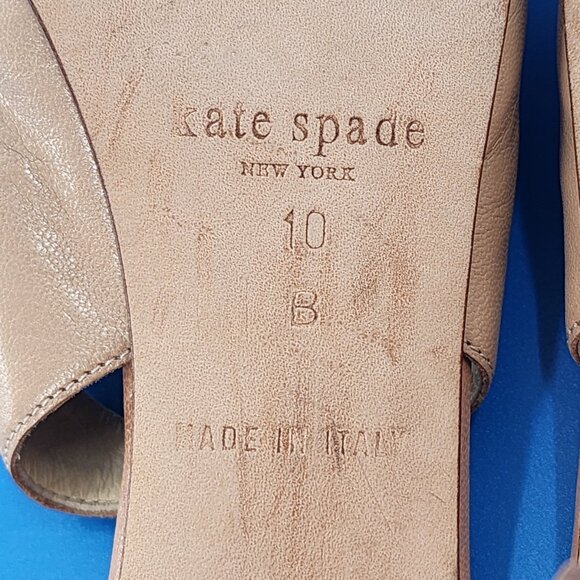 kate spade
NEW YORK
10
B
MADE IN ITALY